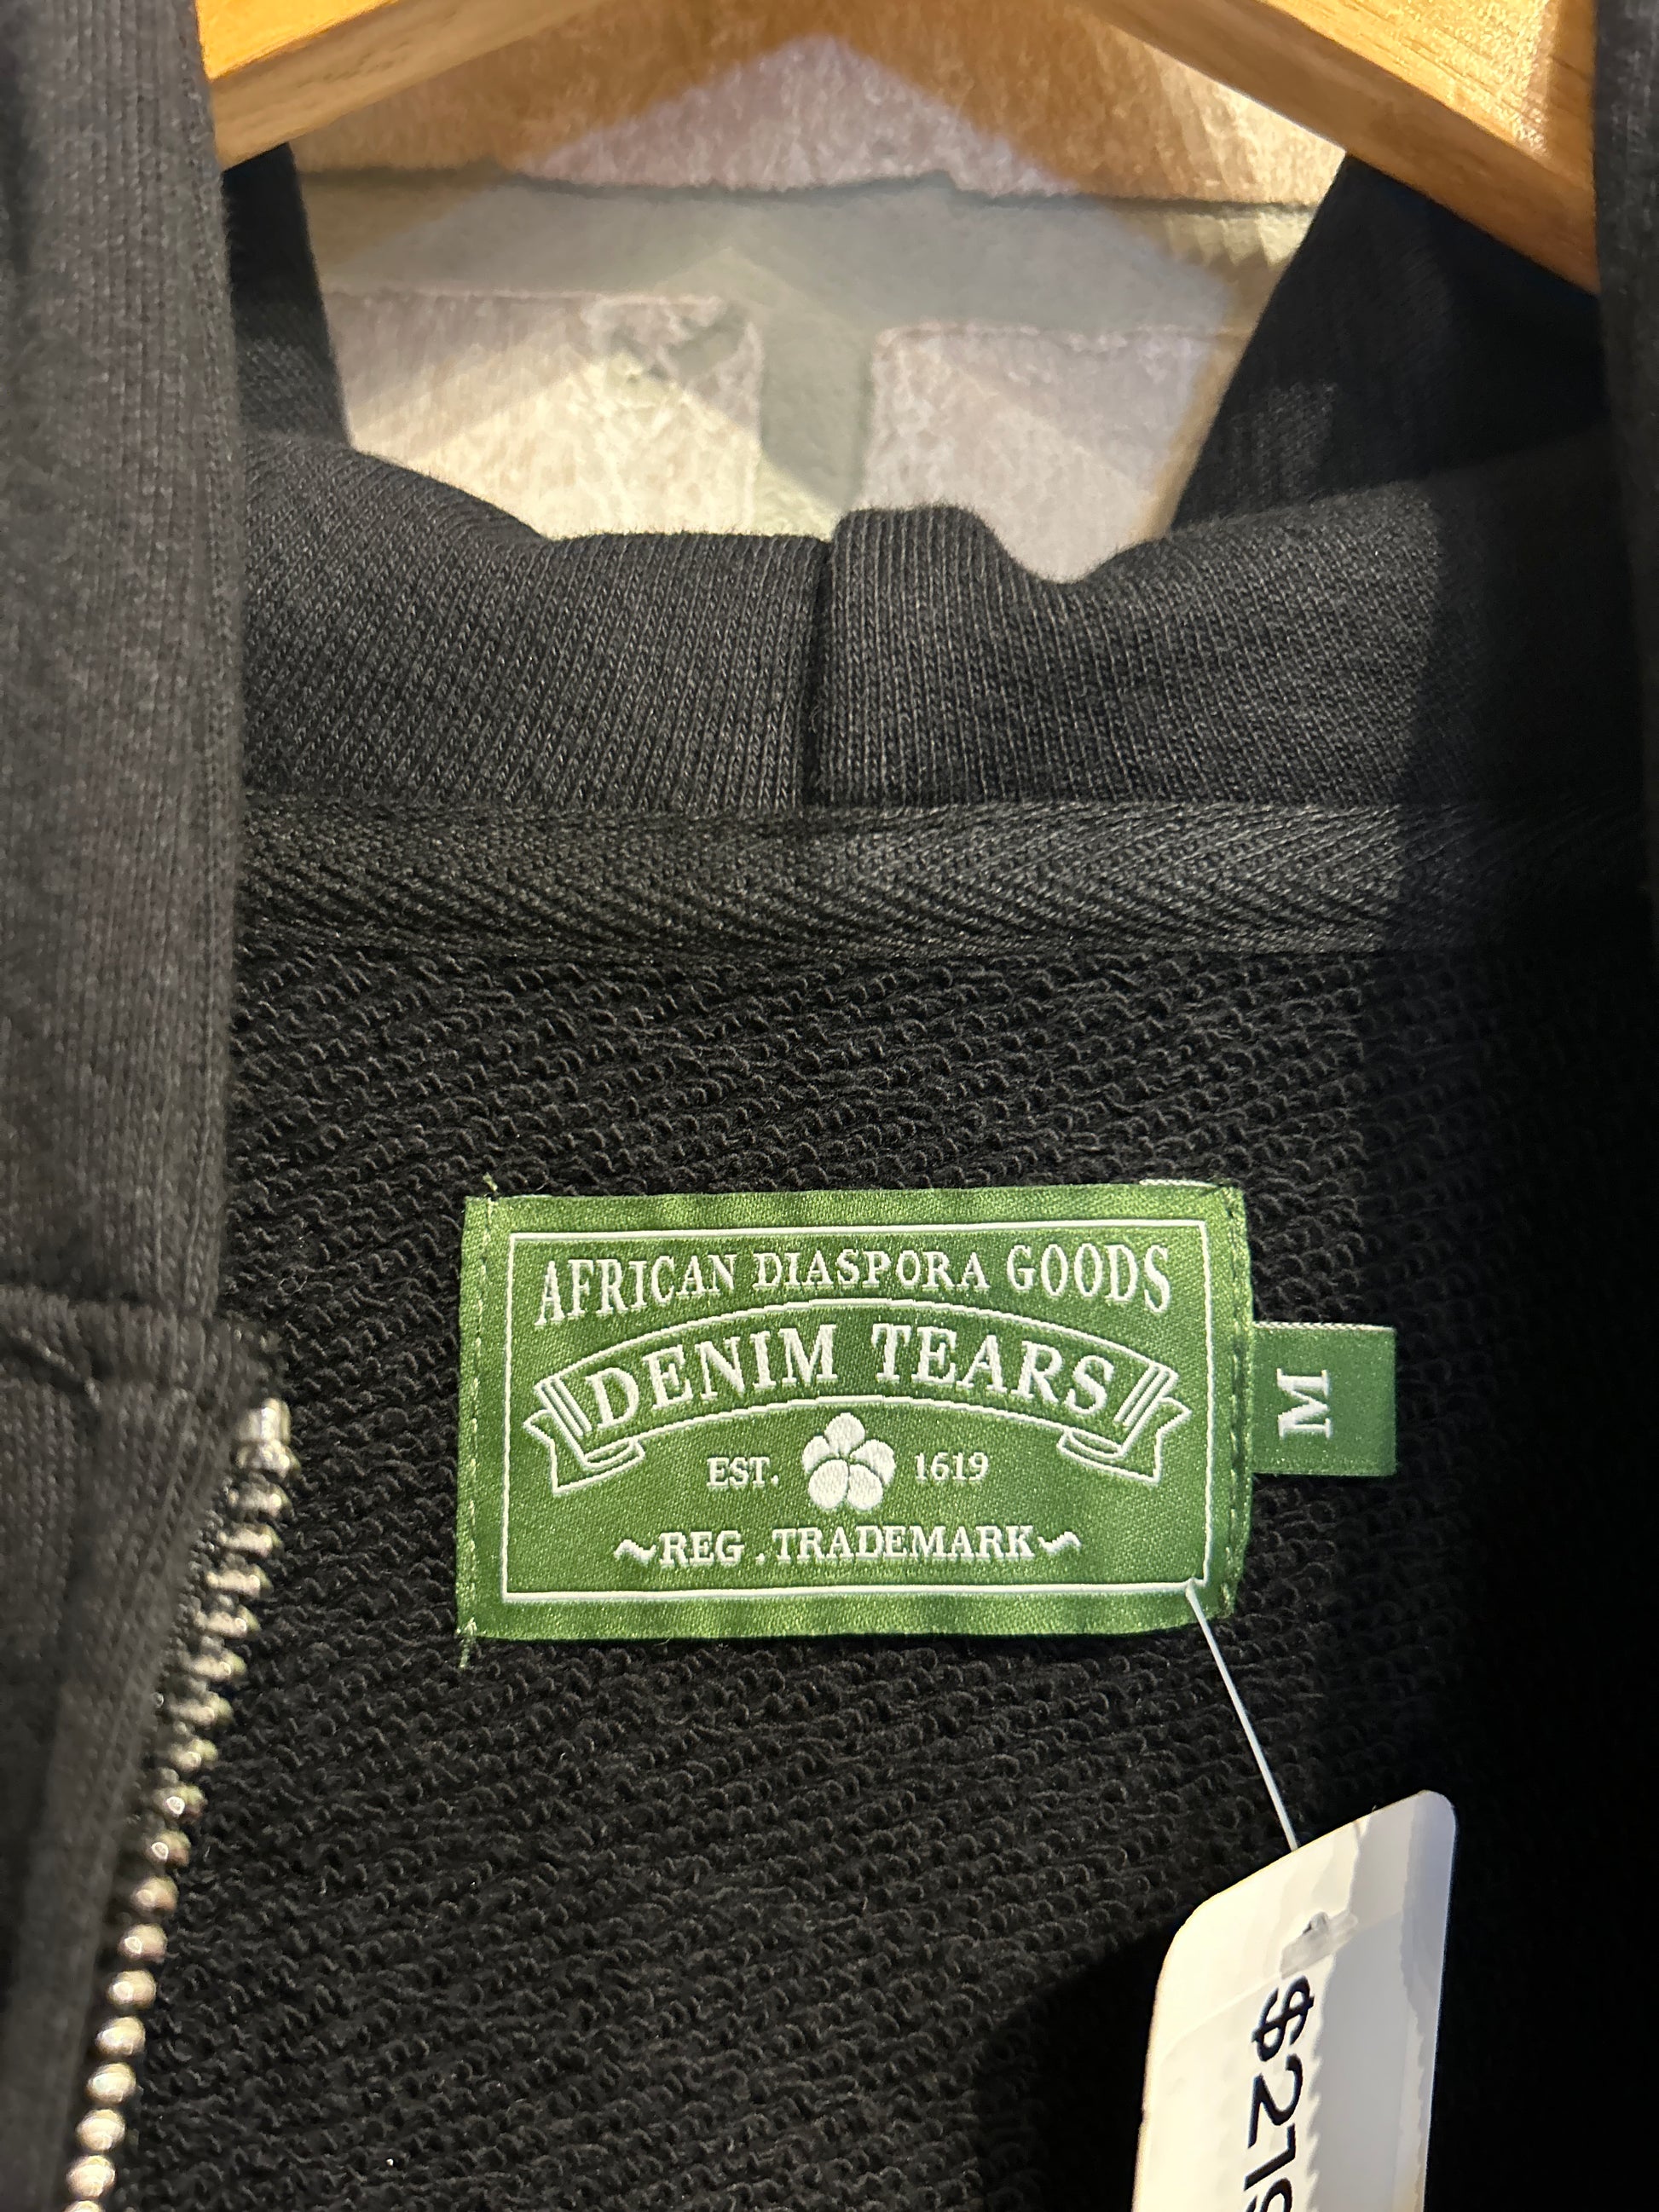 AFRICAN DIASPORA GOODS
DENIM TEARS
EST. 1619
~REG .TRADEMARK~
M